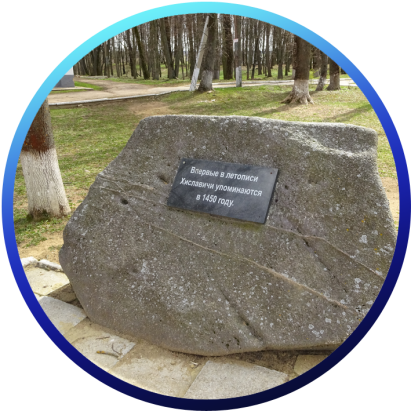 Впервые в летописи
Хиславичи упоминаются
в 1450 году.